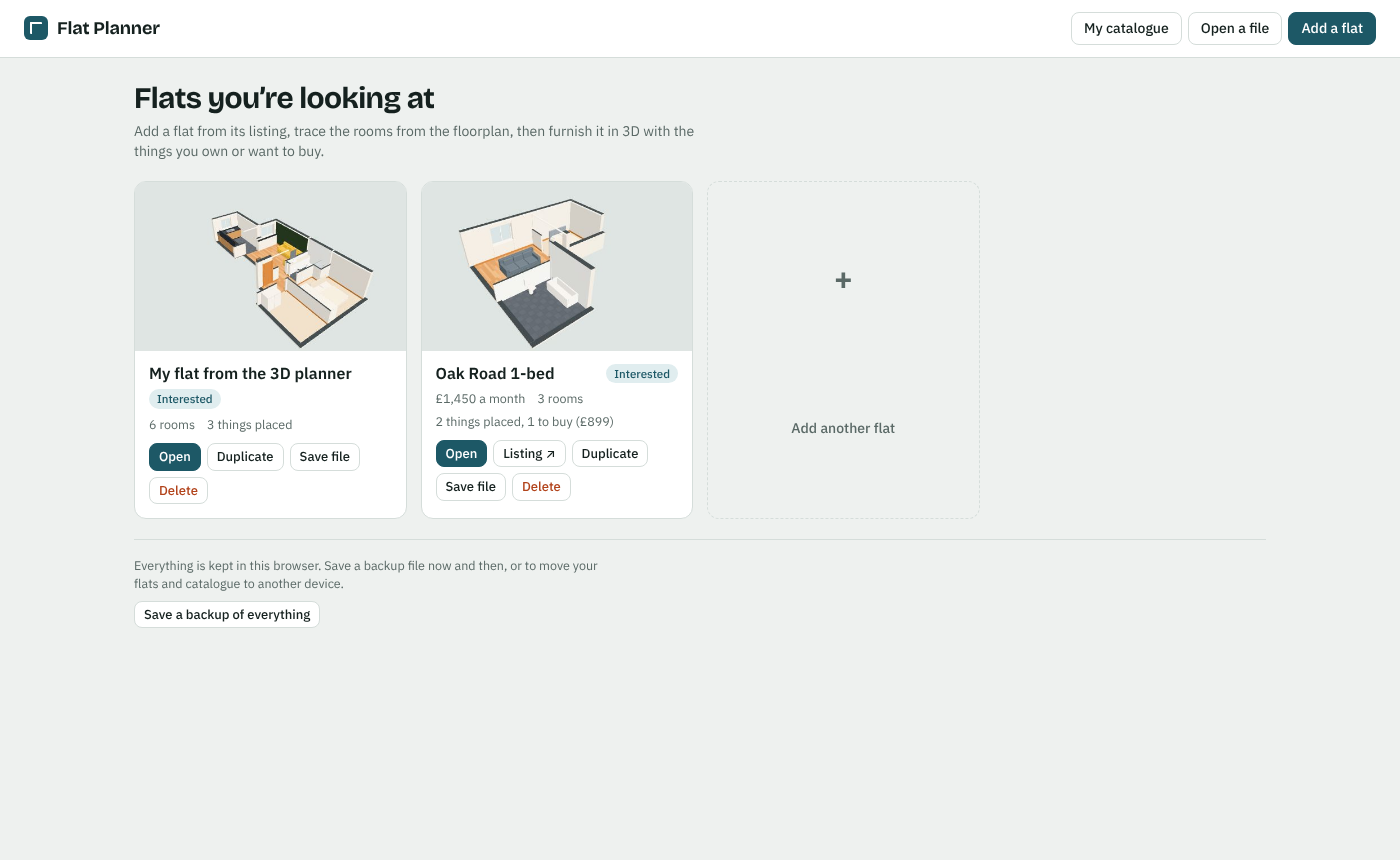 Flat Planner
My catalogue
Open a file
Add a flat
Flats you’re looking at
Add a flat from its listing, trace the rooms from the floorplan, then furnish it in 3D with the
things you own or want to buy.
My flat from the 3D planner
Interested
6 rooms 3 things placed
Open
Duplicate
Save file
Delete
Oak Road 1-bed
Interested
£1,450 a month 3 rooms
2 things placed, 1 to buy (£899)
Open
Listing ↗
Duplicate
Save file
Delete
+
Add another flat
Everything is kept in this browser. Save a backup file now and then, or to move your
flats and catalogue to another device.
Save a backup of everything